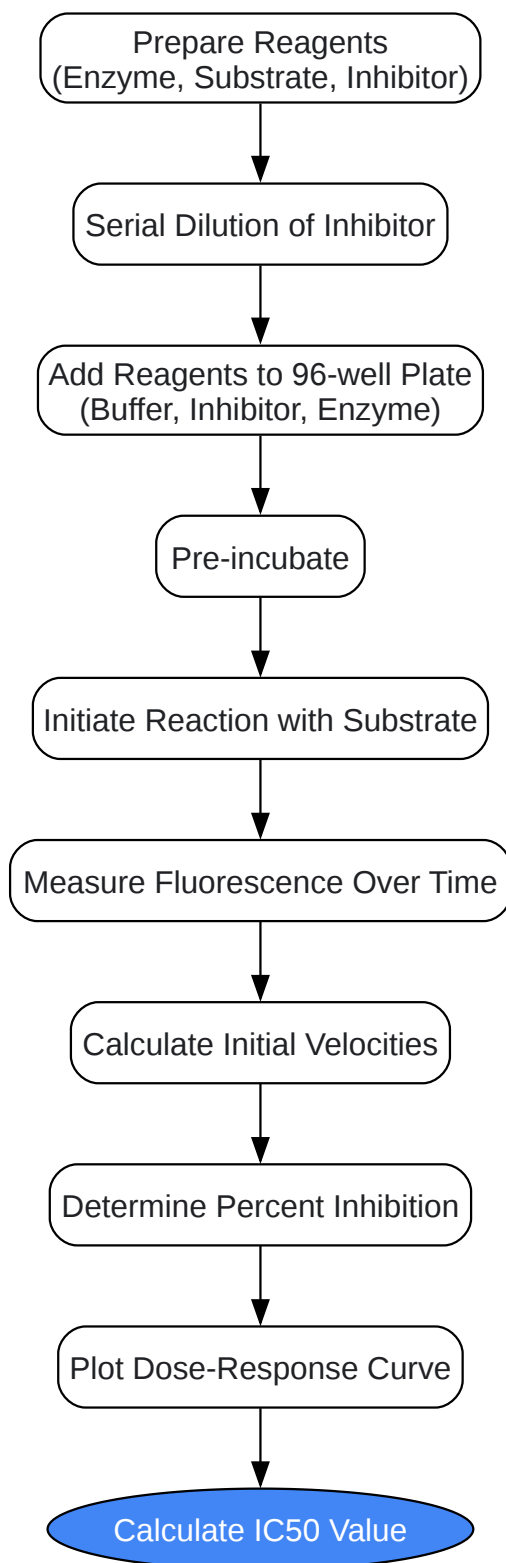 Prepare Reagents
(Enzyme, Substrate, Inhibitor)
Serial Dilution of Inhibitor
Add Reagents to 96-well Plate
(Buffer, Inhibitor, Enzyme)
Pre-incubate
Initiate Reaction with Substrate
Measure Fluorescence Over Time
Calculate Initial Velocities
Determine Percent Inhibition
Plot Dose-Response Curve
Calculate IC50 Value